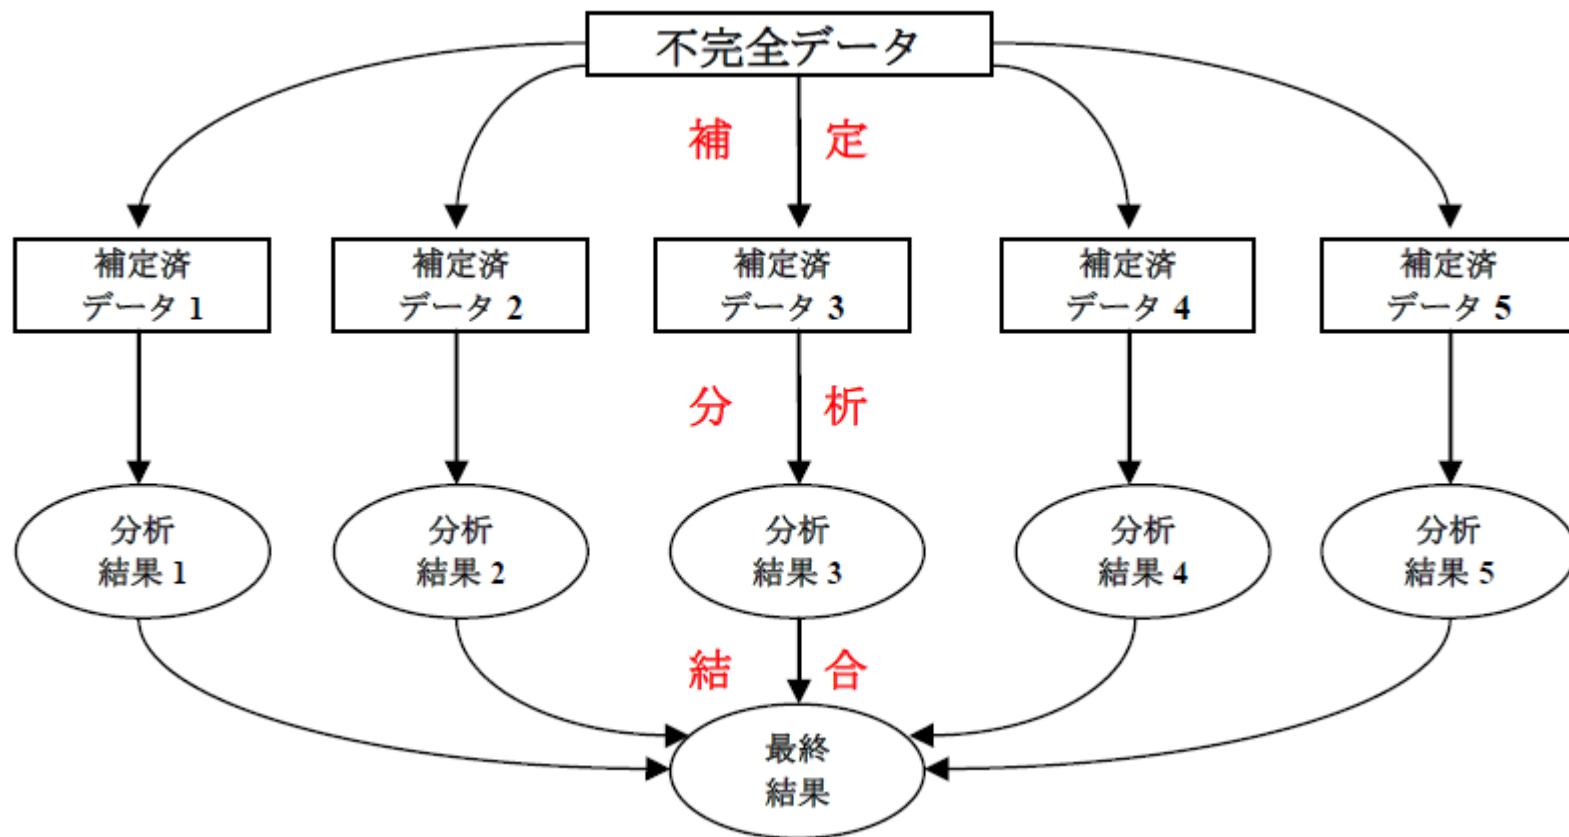 不完全データ
補 定
補定済
データ 1
補定済
データ 2
補定済
データ 3
補定済
データ 4
補定済
データ 5
分 析
分析
結果 1
分析
結果 2
分析
結果 3
分析
結果 4
分析
結果 5
結 合
最終
結果